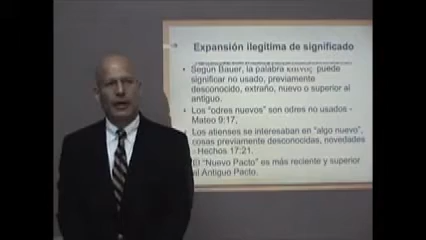 Expansión ilegitima de significado
• Según Bauer, la palabra καινος puede
significar no usado, previamente
desconocido, extraño, nuevo o superior al
antiguo.
• Los "odres nuevos" son odres no usados -
Mateo 9:17,
• Los atienses se interesaban en "algo nuevo",
cosas previamente desconocidas, novedades
- Hechos 17:21.
• El "Nuevo Pacto" es más reciente y superior
al Antiguo Pacto.